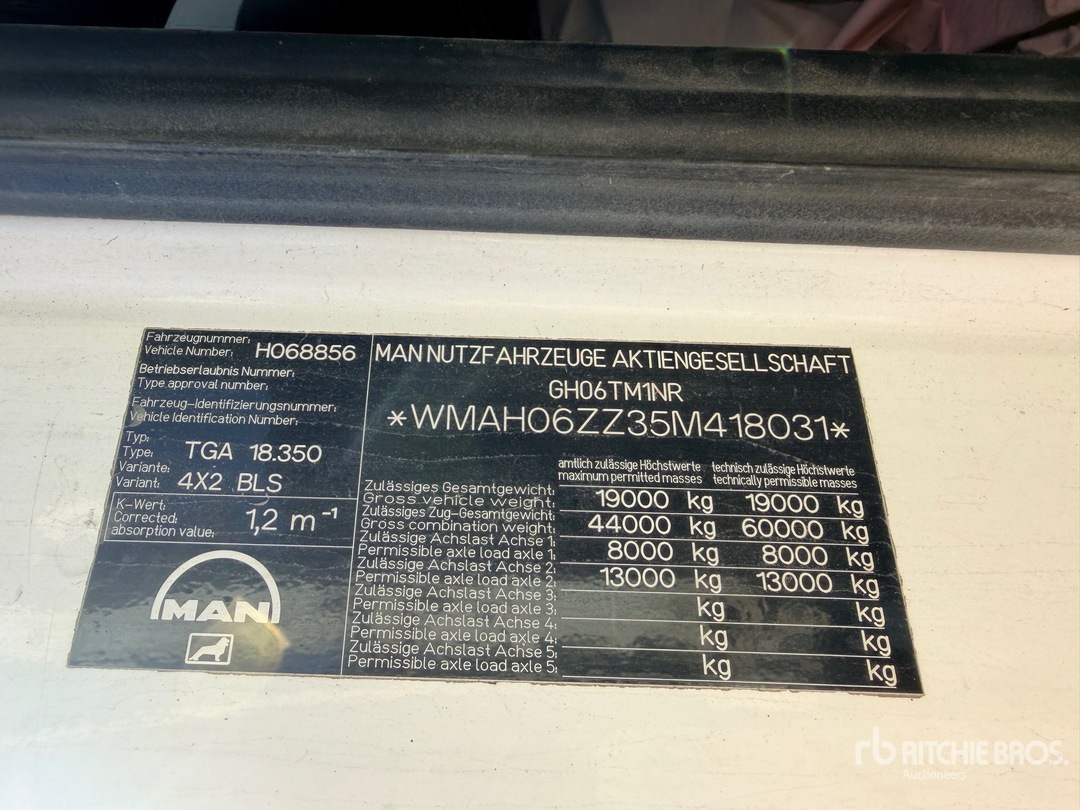 Fahrzeugnummer:
Vehicle Number: H068856
Betriebserlaubnis Nummer:
Type approval number:
Fahrzeug-Identifizierungsnummer:
Vehicle Identification Number:
Typ:
Type: TGA 18.350
Variante:
Variant: 4X2 BLS
K-Wert:
Corrected:
absorption value: 1,2 m⁻¹
MAN
MAN NUTZFAHRZEUGE AKTIENGESELLSCHAFT
GH06TM1NR
*WMAH06ZZ35M418031*
amtlich zulässige Höchstwerte technisch zulässige Höchstwerte
maximum permitted masses technically permissible masses
Zulässiges Gesamtgewicht:
Gross vehicle weight: 19000 kg 19000 kg
Zulässiges Zug-Gesamtgewicht:
Gross combination weight: 44000 kg 60000 kg
Zulässige Achslast Achse 1:
Permissible axle load axle 1: 8000 kg 8000 kg
Zulässige Achslast Achse 2:
Permissible axle load axle 2: 13000 kg 13000 kg
Zulässige Achslast Achse 3:
Permissible axle load axle 3: kg kg
Zulässige Achslast Achse 4:
Permissible axle load axle 4: kg kg
Zulässige Achslast Achse 5:
Permissible axle load axle 5: kg kg
rb RITCHIE BROS.
Auctioneers